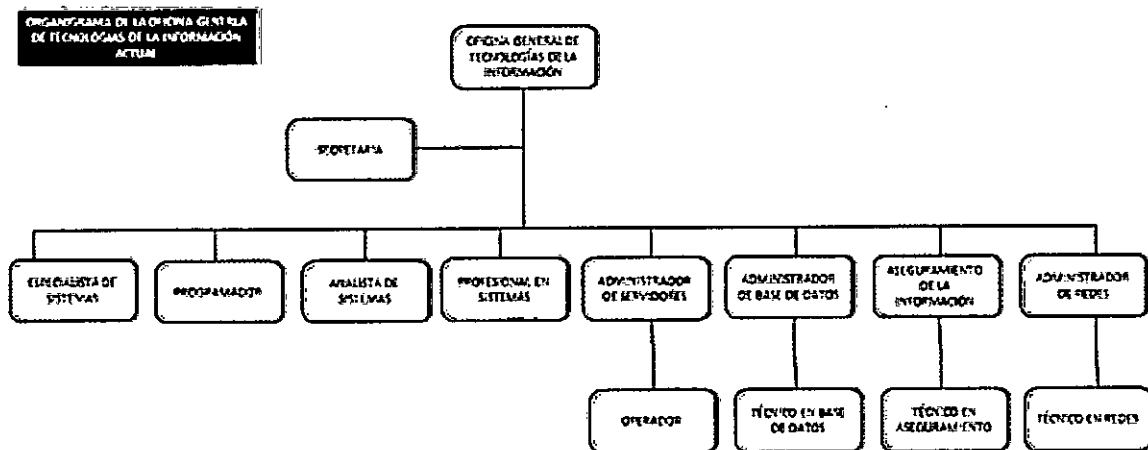 ORGANIGRAMA DE LA OFICINA GENERLA
DE TECNOLOGÍAS DE LA INFORMACIÓN
ACTUAL
OFICINA GENERAL DE
TECNOLOGÍAS DE LA
INFORMACIÓN
SECRETARIA
ESPECIALISTA DE
SISTEMAS
PROGRAMADOR
ANALISTA DE
SISTEMAS
PROFESIONAL EN
SISTEMAS
ADMINISTRADOR
DE SERVIDORES
ADMINISTRADOR
DE BASE DE DATOS
ASEGURAMIENTO
DE LA
INFORMACIÓN
ADMINISTRADOR
DE REDES
OPERADOR
TÉCNICO EN BASE
DE DATOS
TÉCNICO EN
ASEGURAMIENTO
TÉCNICO EN REDES